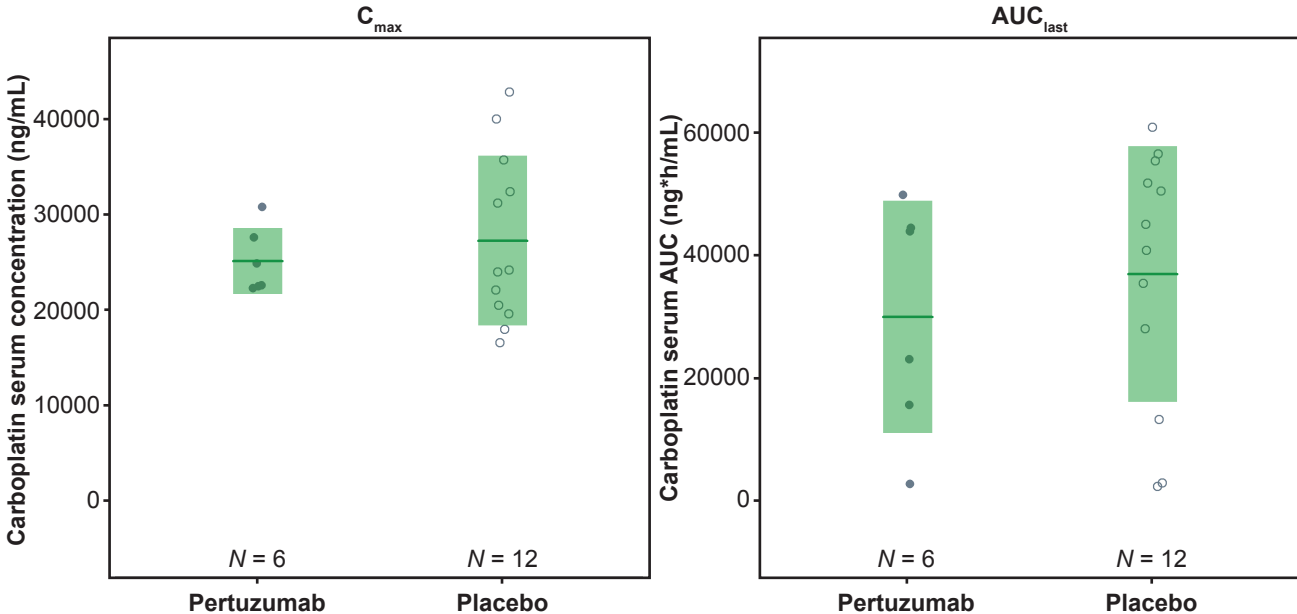 Cmax
Carboplatin serum concentration (ng/mL)
40000
30000
20000
10000
0
N = 6
N = 12
Pertuzumab
Placebo
AUClast
Carboplatin serum AUC (ng*h/mL)
60000
40000
20000
0
N = 6
N = 12
Pertuzumab
Placebo